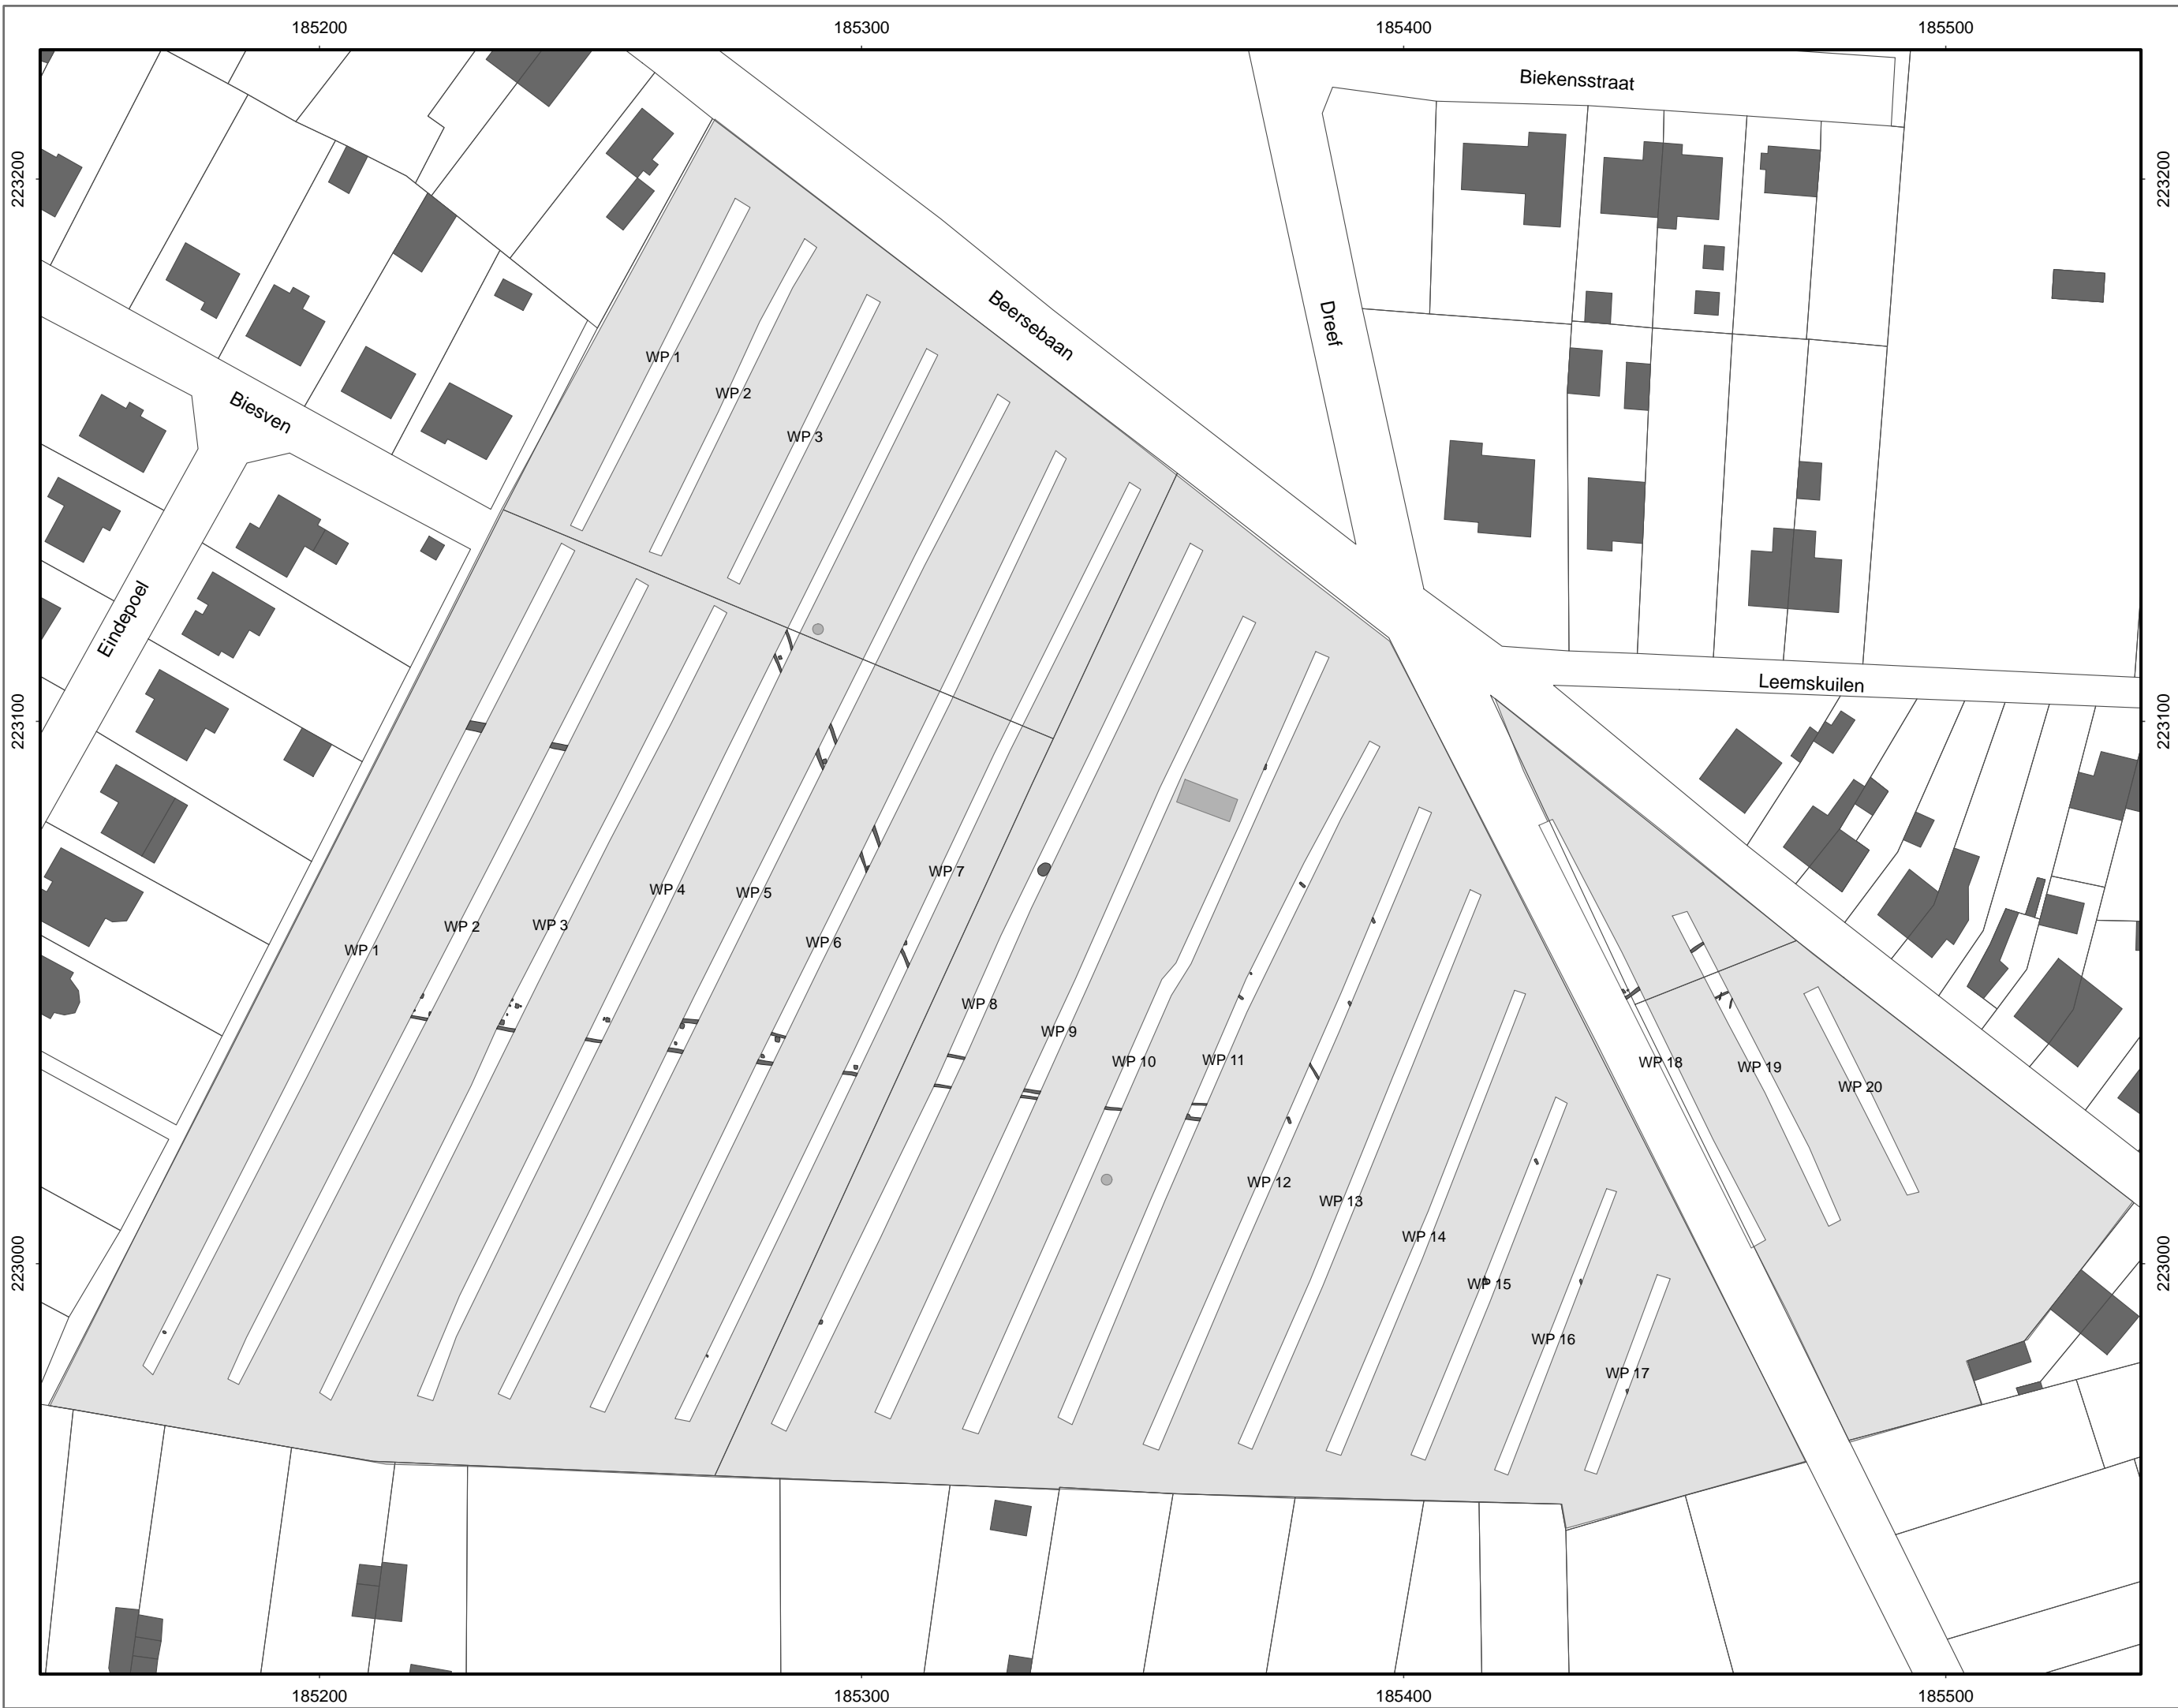 185200
185300
185400
185500
Biekensstraat
223200
223200
Beersebaan
Dreef
WP 1
WP 2
Biesven
WP 3
Eindepoel
Leemskuilen
223100
223100
WP 7
WP 4
WP 5
WP 3
WP 2
WP 6
WP 1
WP 8
WP 9
WP 10
WP 11
WP 18
WP 19
WP 20
WP 12
WP 13
WP 14
223000
223000
WP 15
WP 16
WP 17
185200
185300
185400
185500